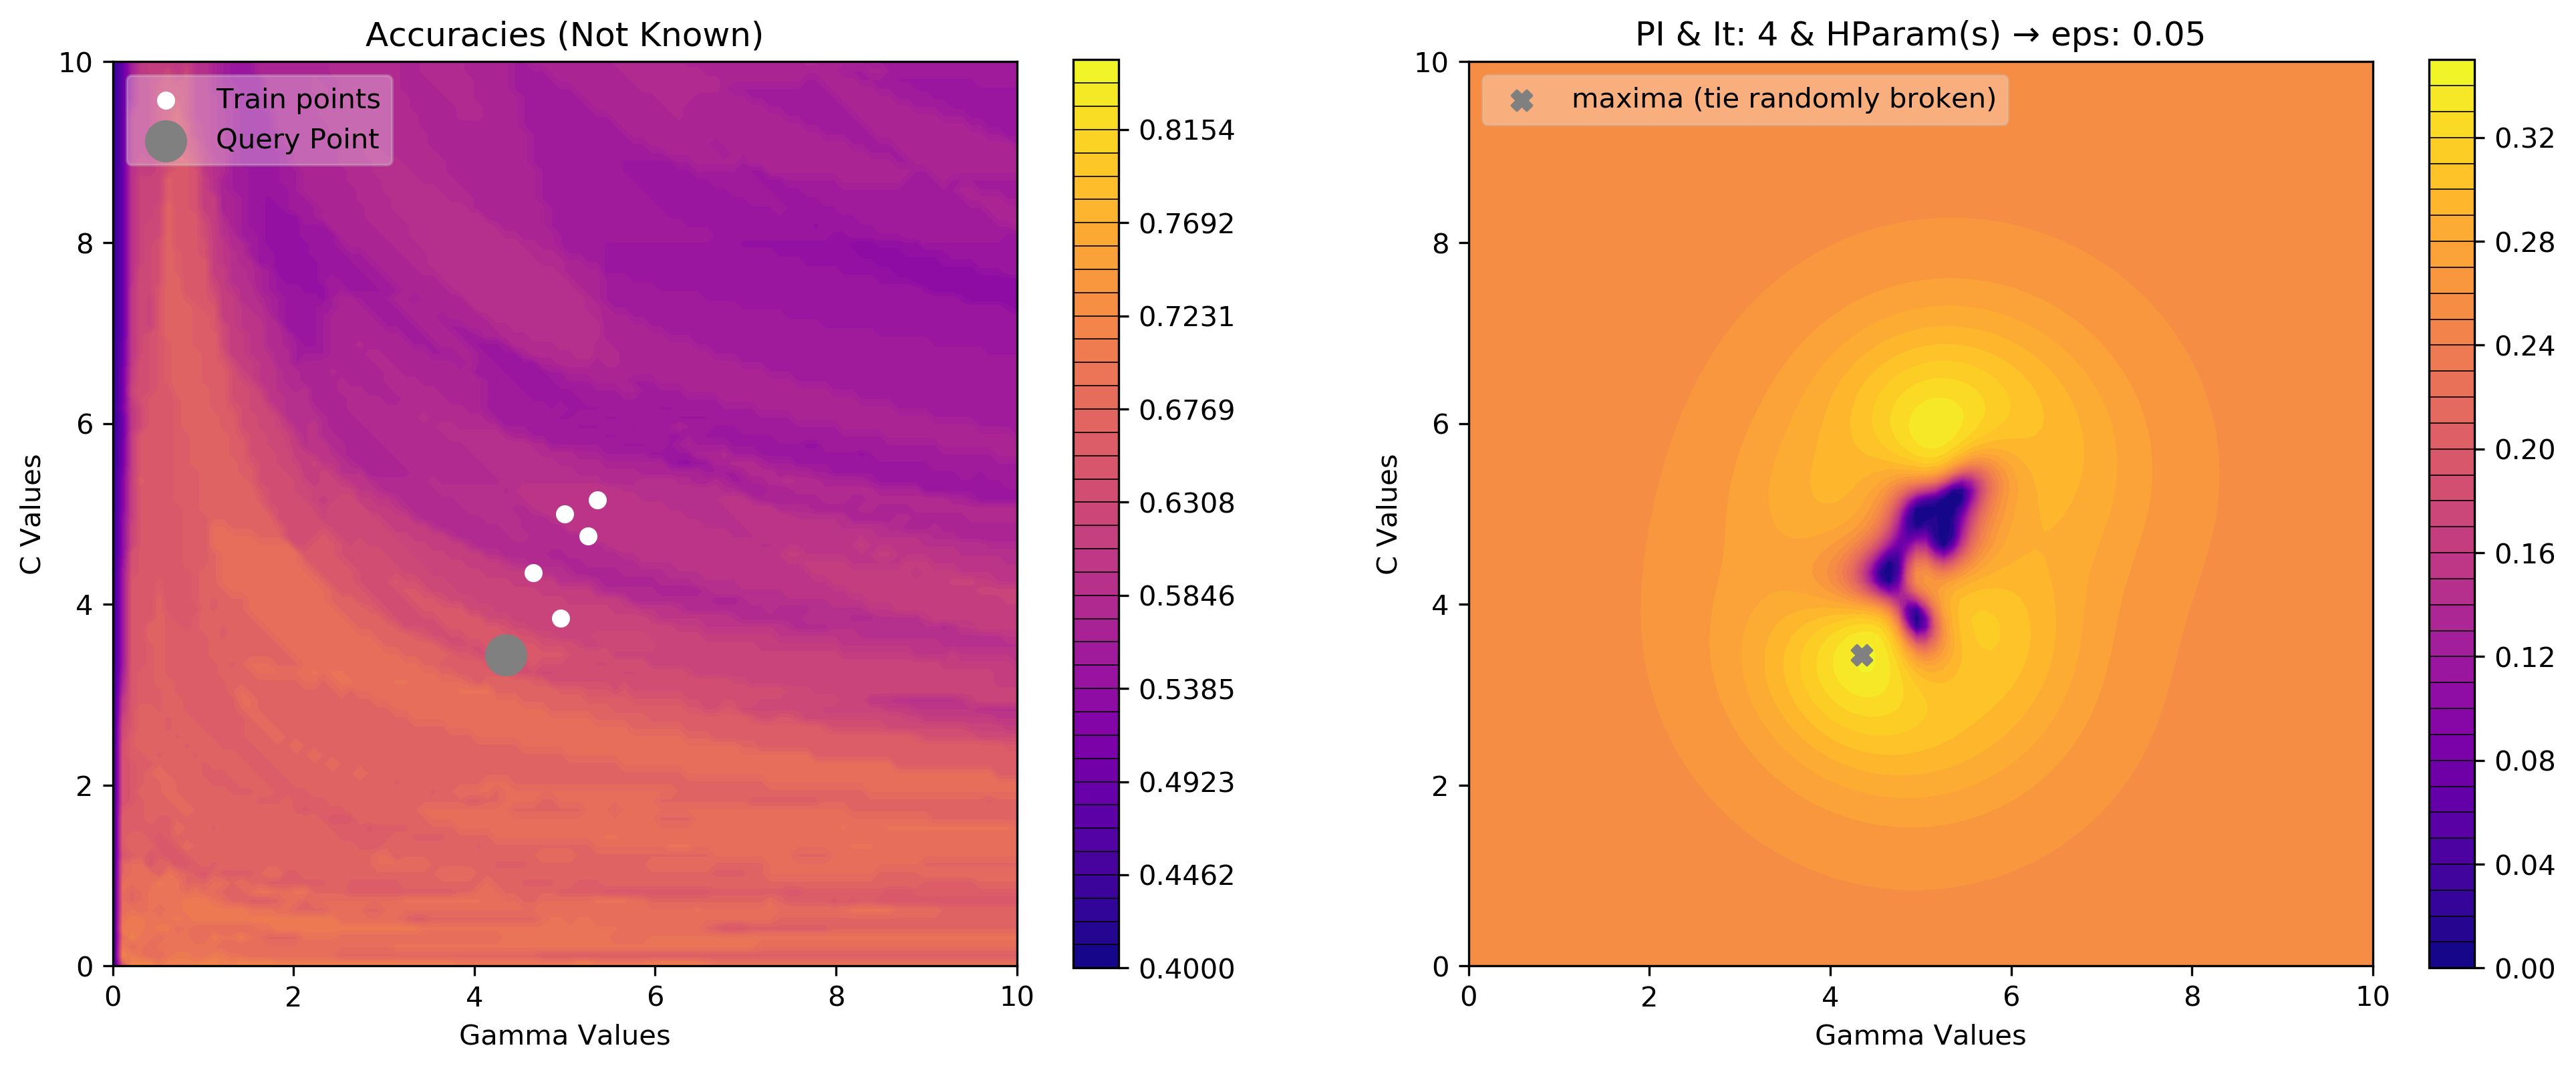 Accuracies (Not Known)
Train points
Query Point
10
8
6
4
2
0
C Values
0 2 4 6 8 10
Gamma Values
0.8154
0.7692
0.7231
0.6769
0.6308
0.5846
0.5385
0.4923
0.4462
0.4000
PI & It: 4 & HParam(s) → eps: 0.05
maxima (tie randomly broken)
10
8
6
4
2
0
C Values
0 2 4 6 8 10
Gamma Values
0.32
0.28
0.24
0.20
0.16
0.12
0.08
0.04
0.00